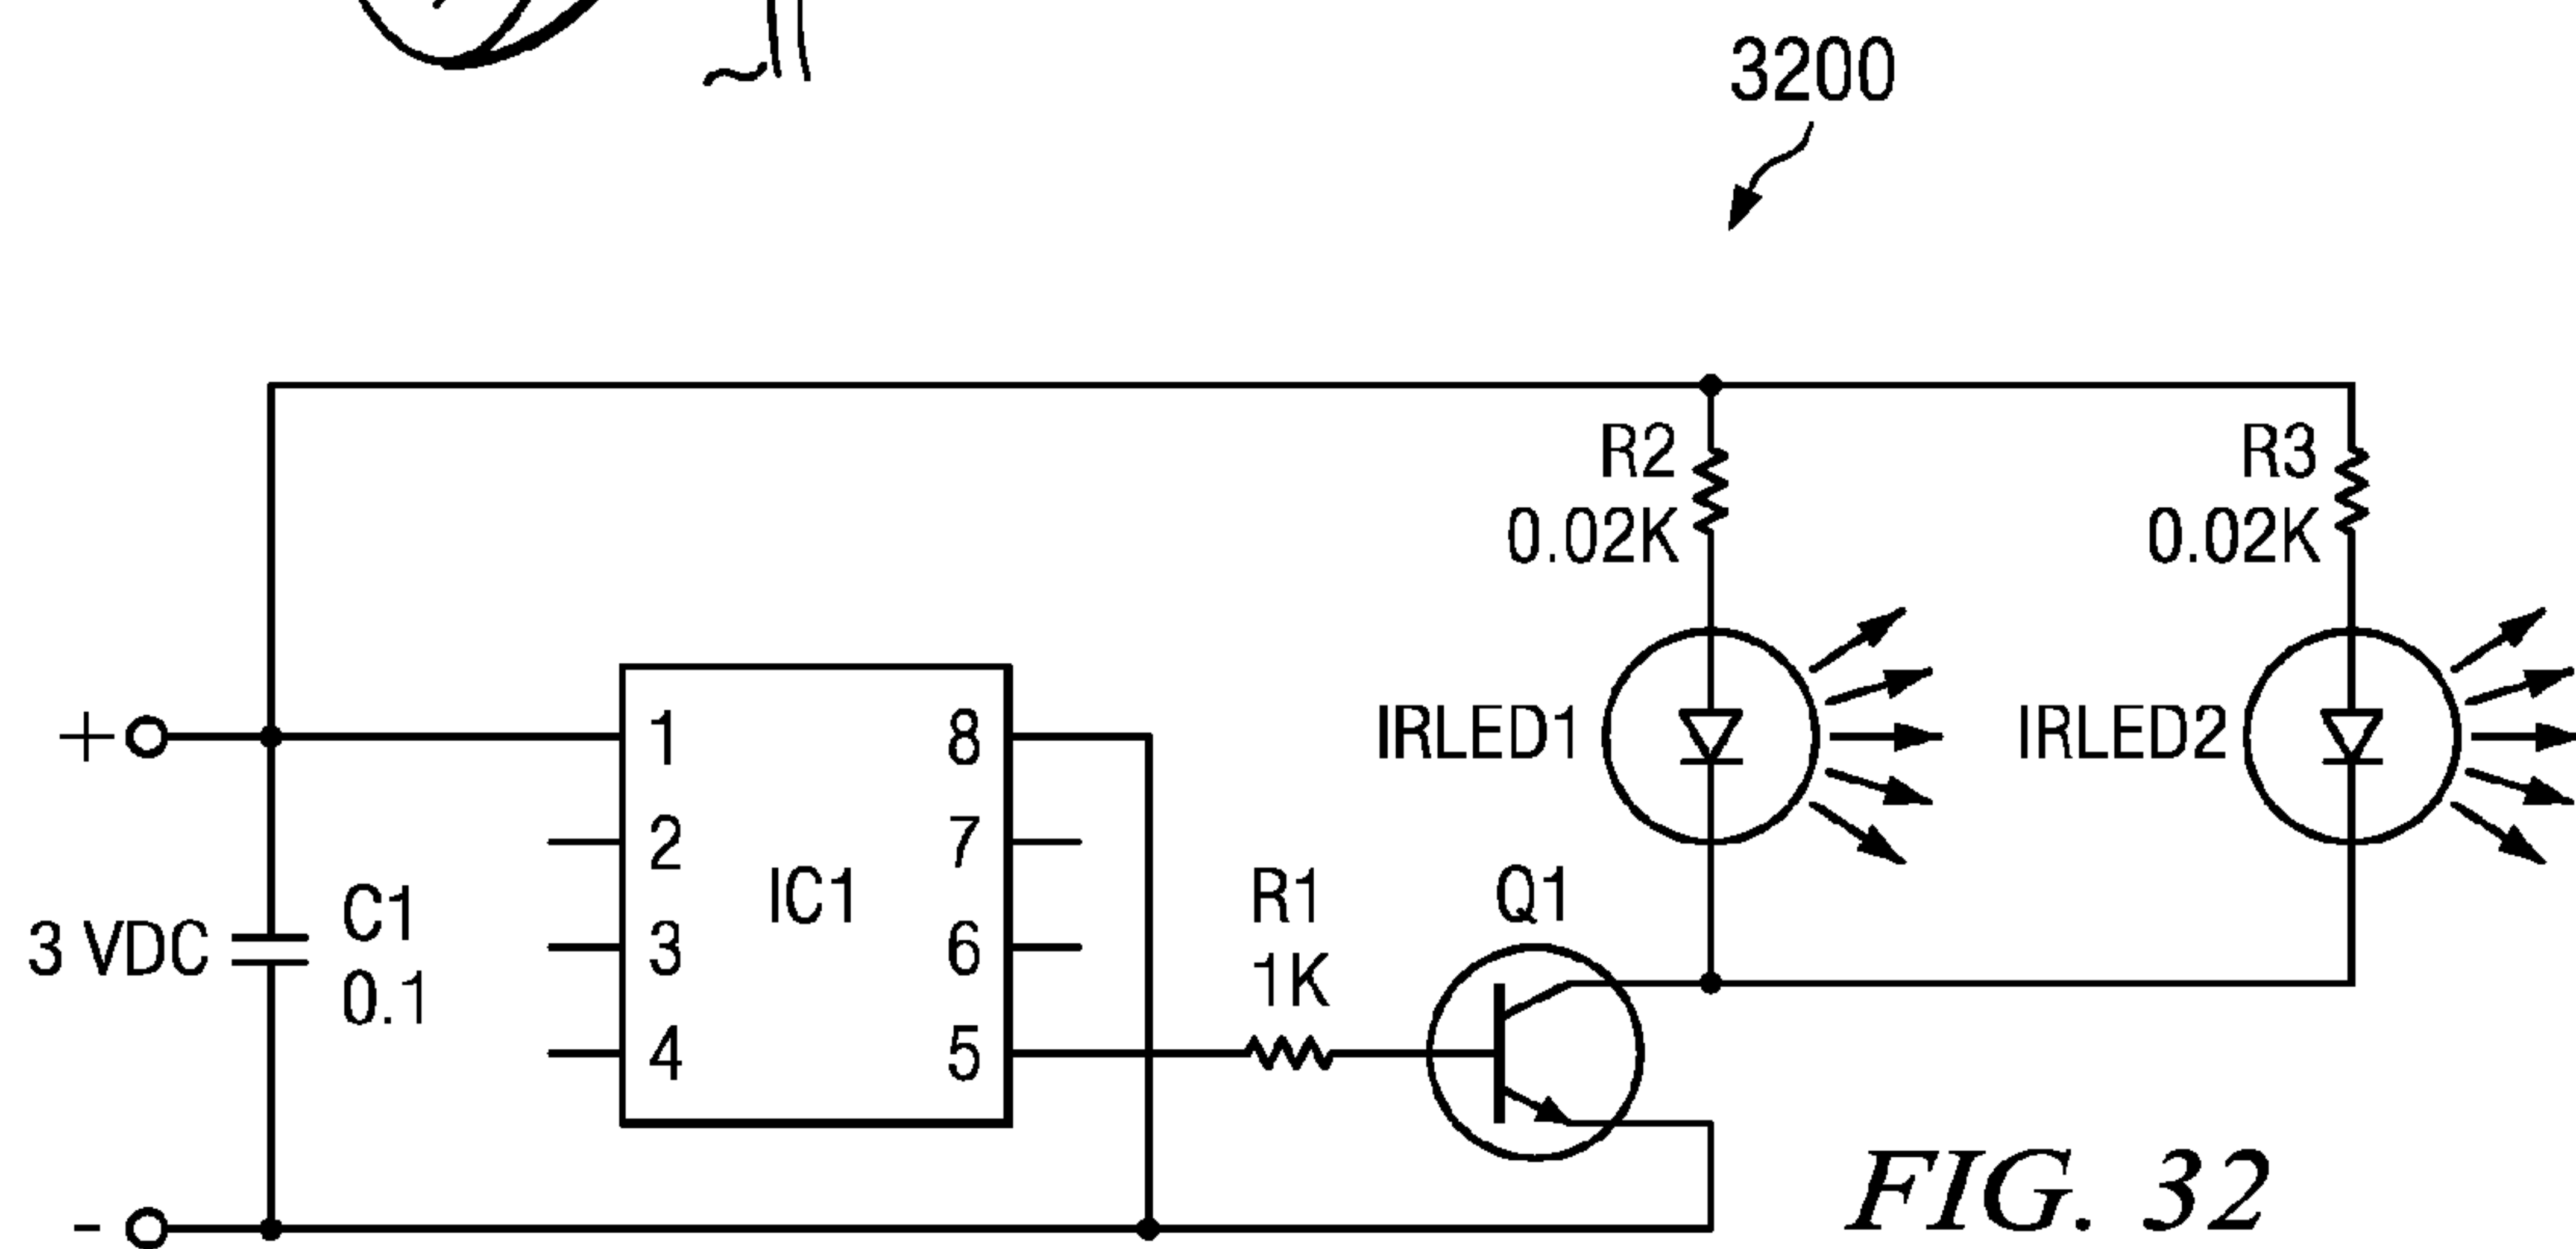 3200
R2
0.02K
R3
0.02K
+
1
8
IRLED1
IRLED2
2
7
IC1
R1
1K
Q1
3 VDC
C1
0.1
3
6
4
5
-
FIG. 32